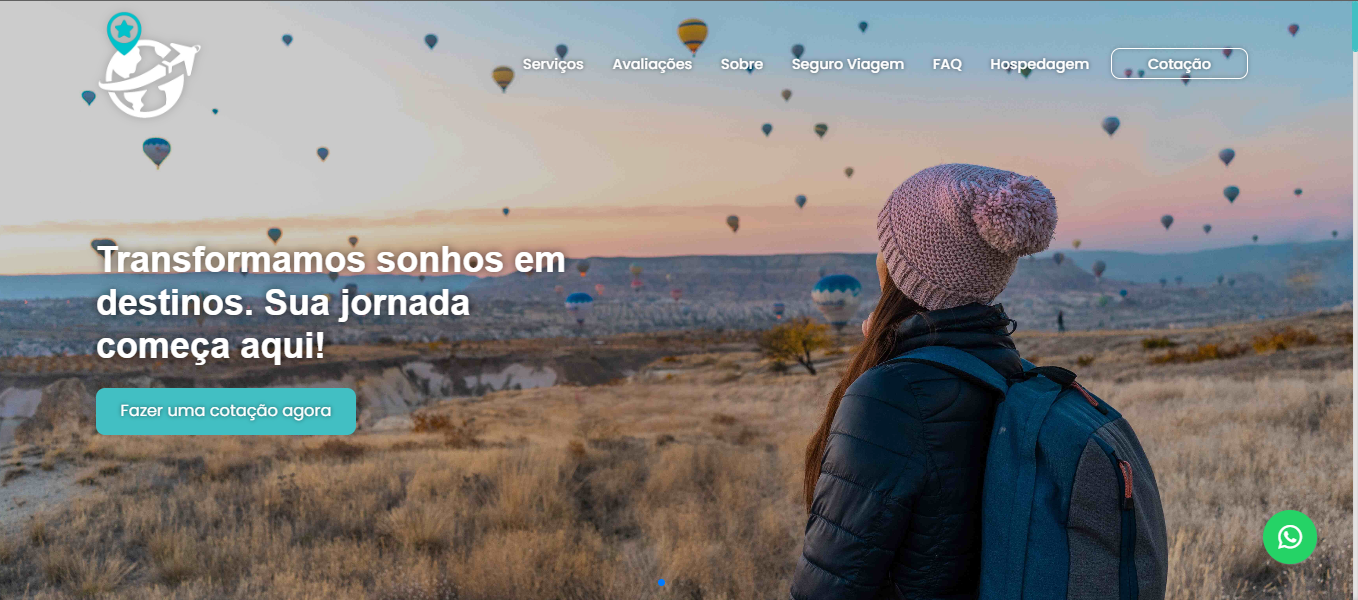 Serviços Avaliações Sobre Seguro Viagem FAQ Hospedagem Cotação
Transformamos sonhos em
destinos. Sua jornada
começa aqui!
Fazer uma cotação agora